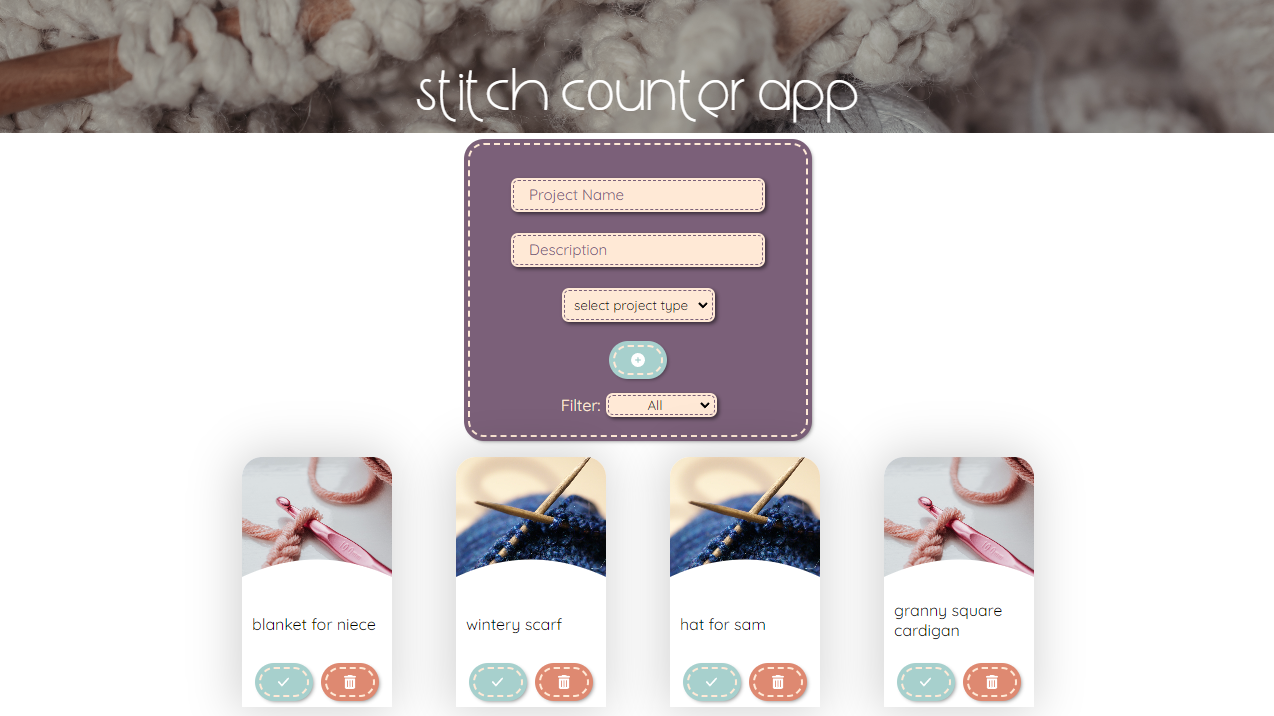 stitch counter app
Project Name
Description
select project type
Filter: All
blanket for niece
wintery scarf
hat for sam
granny square
cardigan